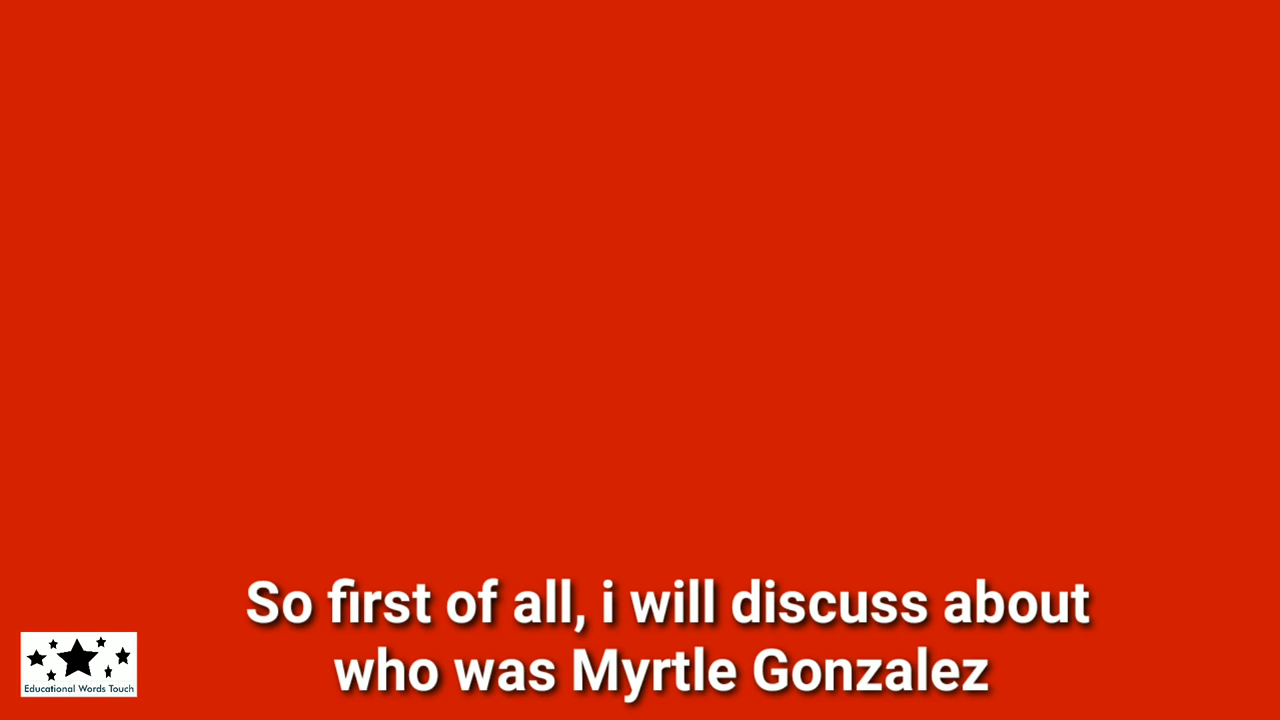 So first of all, i will discuss about
who was Myrtle Gonzalez
Educational Words Touch